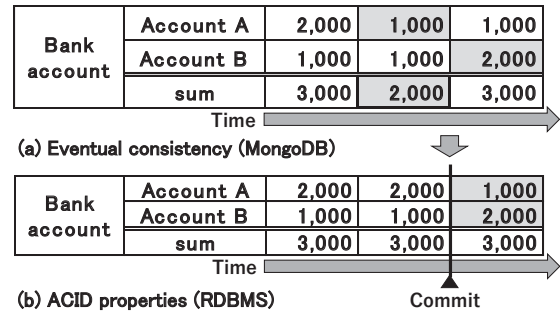 Bank account
Account A 2,000 1,000 1,000
Account B 1,000 1,000 2,000
sum 3,000 2,000 3,000
Time
(a) Eventual consistency (MongoDB)
Bank account
Account A 2,000 2,000 1,000
Account B 1,000 1,000 2,000
sum 3,000 3,000 3,000
Time
(b) ACID properties (RDBMS)
Commit